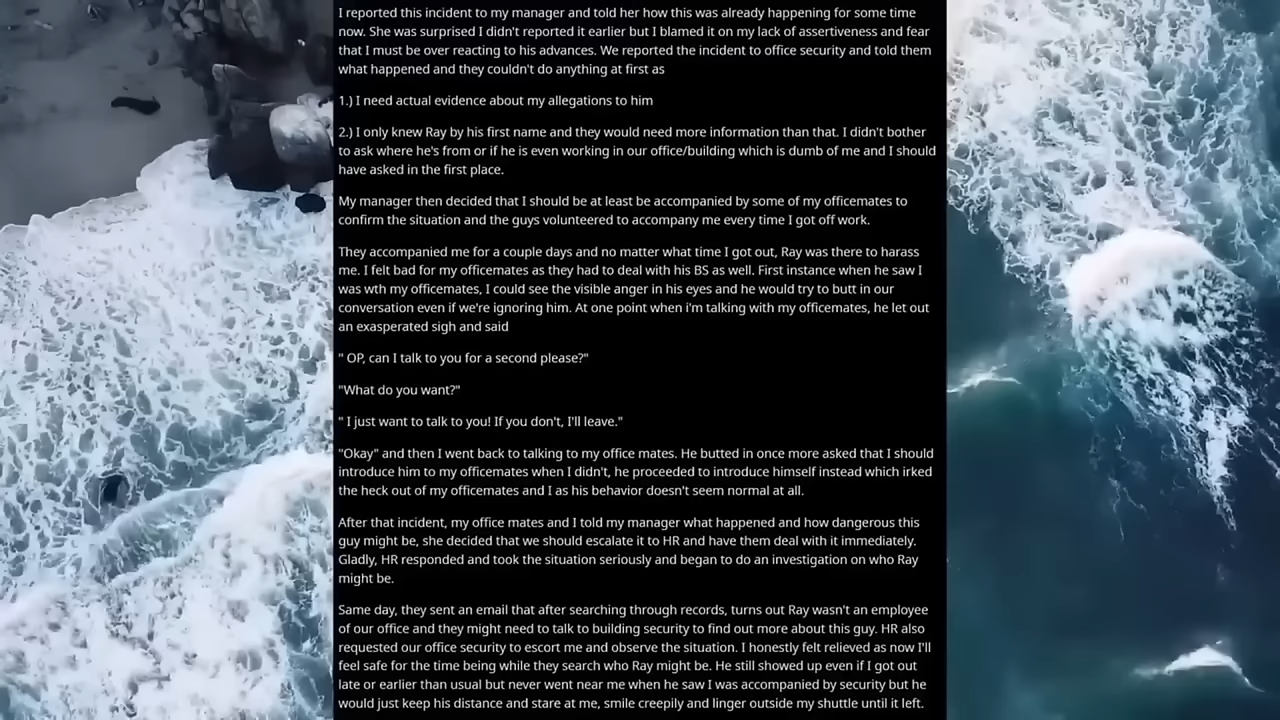 I reported this incident to my manager and told her how this was already happening for some time
now. She was surprised I didn't reported it earlier but I blamed it on my lack of assertiveness and fear
that I must be over reacting to his advances. We reported the incident to office security and told them
what happened and they couldn't do anything at first as
1.) I need actual evidence about my allegations to him
2.) I only knew Ray by his first name and they would need more information than that. I didn't bother
to ask where he's from or if he is even working in our office/building which is dumb of me and I should
have asked in the first place.
My manager then decided that I should be at least be accompanied by some of my officemates to
confirm the situation and the guys volunteered to accompany me every time I got off work.
They accompanied me for a couple days and no matter what time I got out, Ray was there to harass
me. I felt bad for my officemates as they had to deal with his BS as well. First instance when he saw I
was wth my officemates, I could see the visible anger in his eyes and he would try to butt in our
conversation even if we're ignoring him. At one point when i'm talking with my officemates, he let out
an exasperated sigh and said
" OP, can I talk to you for a second please?"
"What do you want?"
" I just want to talk to you! If you don't, I'll leave."
"Okay" and then I went back to talking to my office mates. He butted in once more asked that I should
introduce him to my officemates when I didn't, he proceeded to introduce himself instead which irked
the heck out of my officemates and I as his behavior doesn't seem normal at all.
After that incident, my office mates and I told my manager what happened and how dangerous this
guy might be, she decided that we should escalate it to HR and have them deal with it immediately.
Gladly, HR responded and took the situation seriously and began to do an investigation on who Ray
might be.
Same day, they sent an email that after searching through records, turns out Ray wasn't an employee
of our office and they might need to talk to building security to find out more about this guy. HR also
requested our office security to escort me and observe the situation. I honestly felt relieved as now I'll
feel safe for the time being while they search who Ray might be. He still showed up even if I got out
late or earlier than usual but never went near me when he saw I was accompanied by security but he
would just keep his distance and stare at me, smile creepily and linger outside my shuttle until it left.